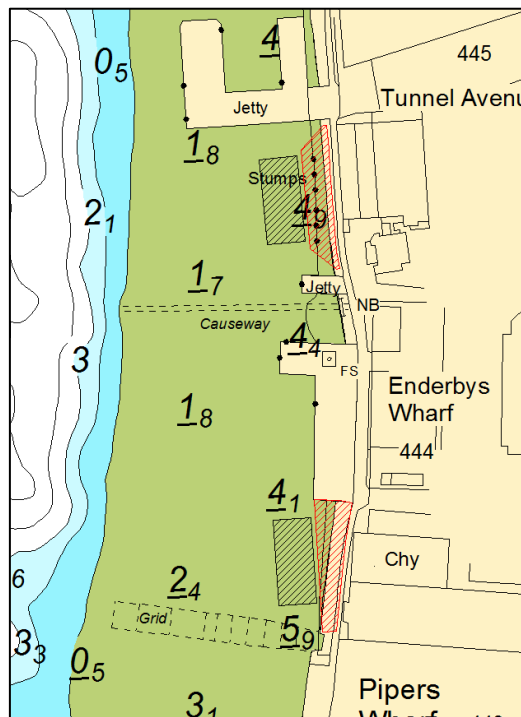 4
0₅
445
Tunnel Avenu
Jetty
1₈
Stumps
2₁
4₉
1₇
Jetty
NB
Causeway
4₄
3
FS
Enderbys
Wharf
1₈
444
4₁
Chy
6
2₄
Grid
5₉
3₃
0₅
Pipers
3₁
Wharf